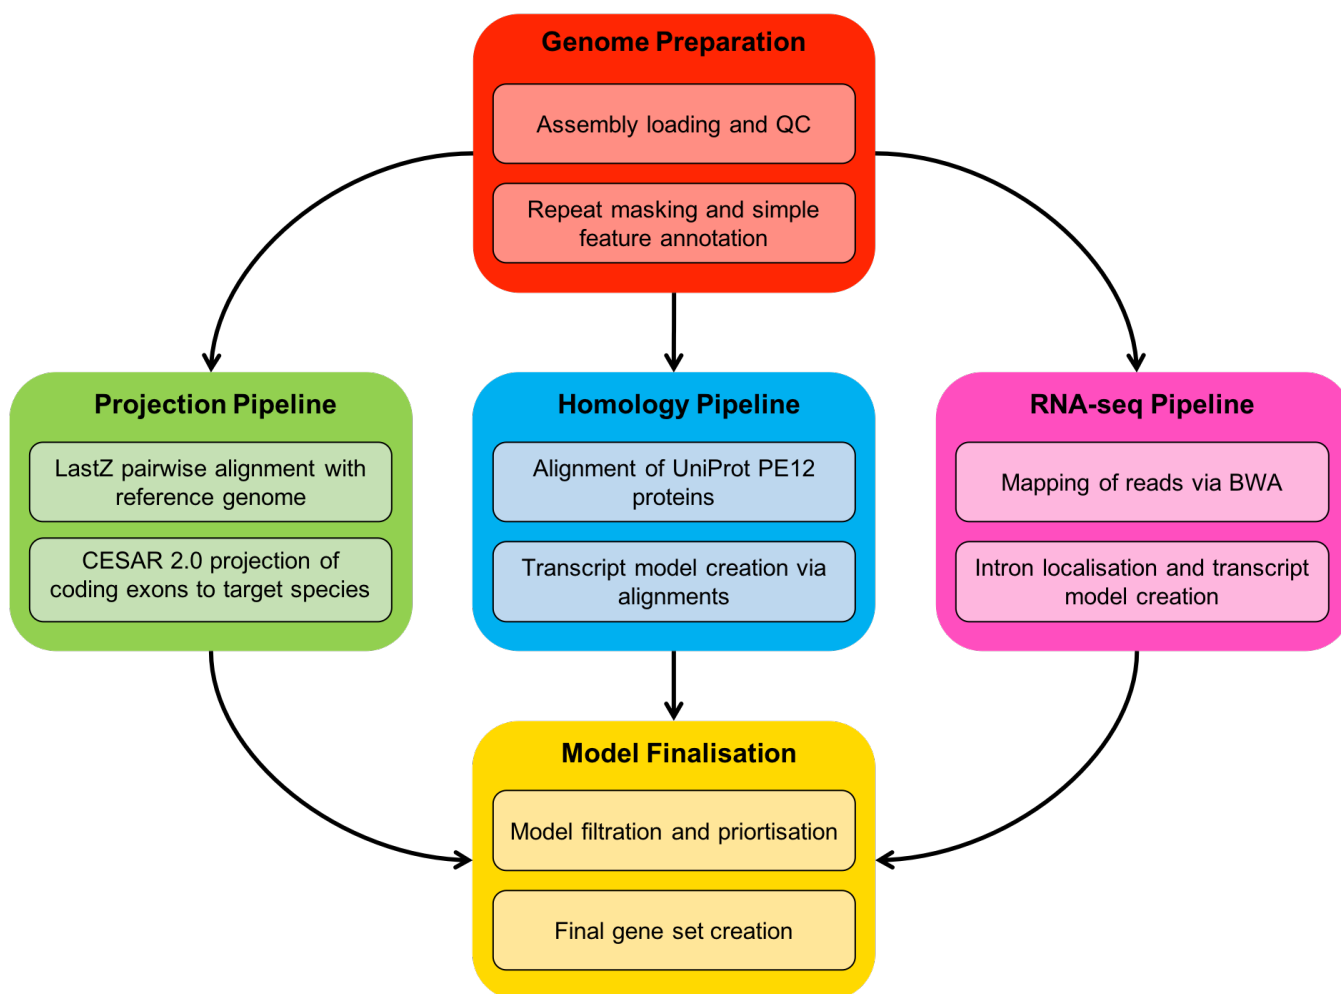 Genome Preparation
Assembly loading and QC
Repeat masking and simple
feature annotation
Projection Pipeline
LastZ pairwise alignment with
reference genome
CESAR 2.0 projection of
coding exons to target species
Homology Pipeline
Alignment of UniProt PE12
proteins
Transcript model creation via
alignments
RNA-seq Pipeline
Mapping of reads via BWA
Intron localisation and transcript
model creation
Model Finalisation
Model filtration and priortisation
Final gene set creation